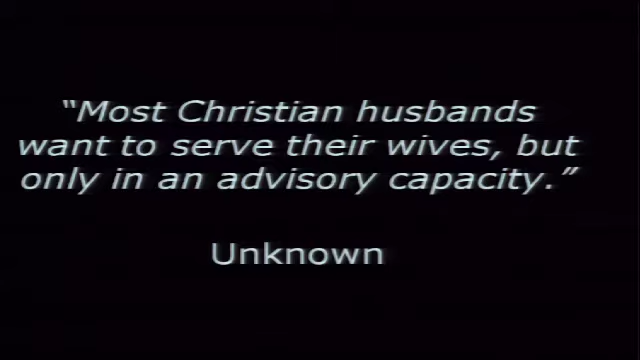 “Most Christian husbands
want to serve their wives, but
only in an advisory capacity.”
Unknown